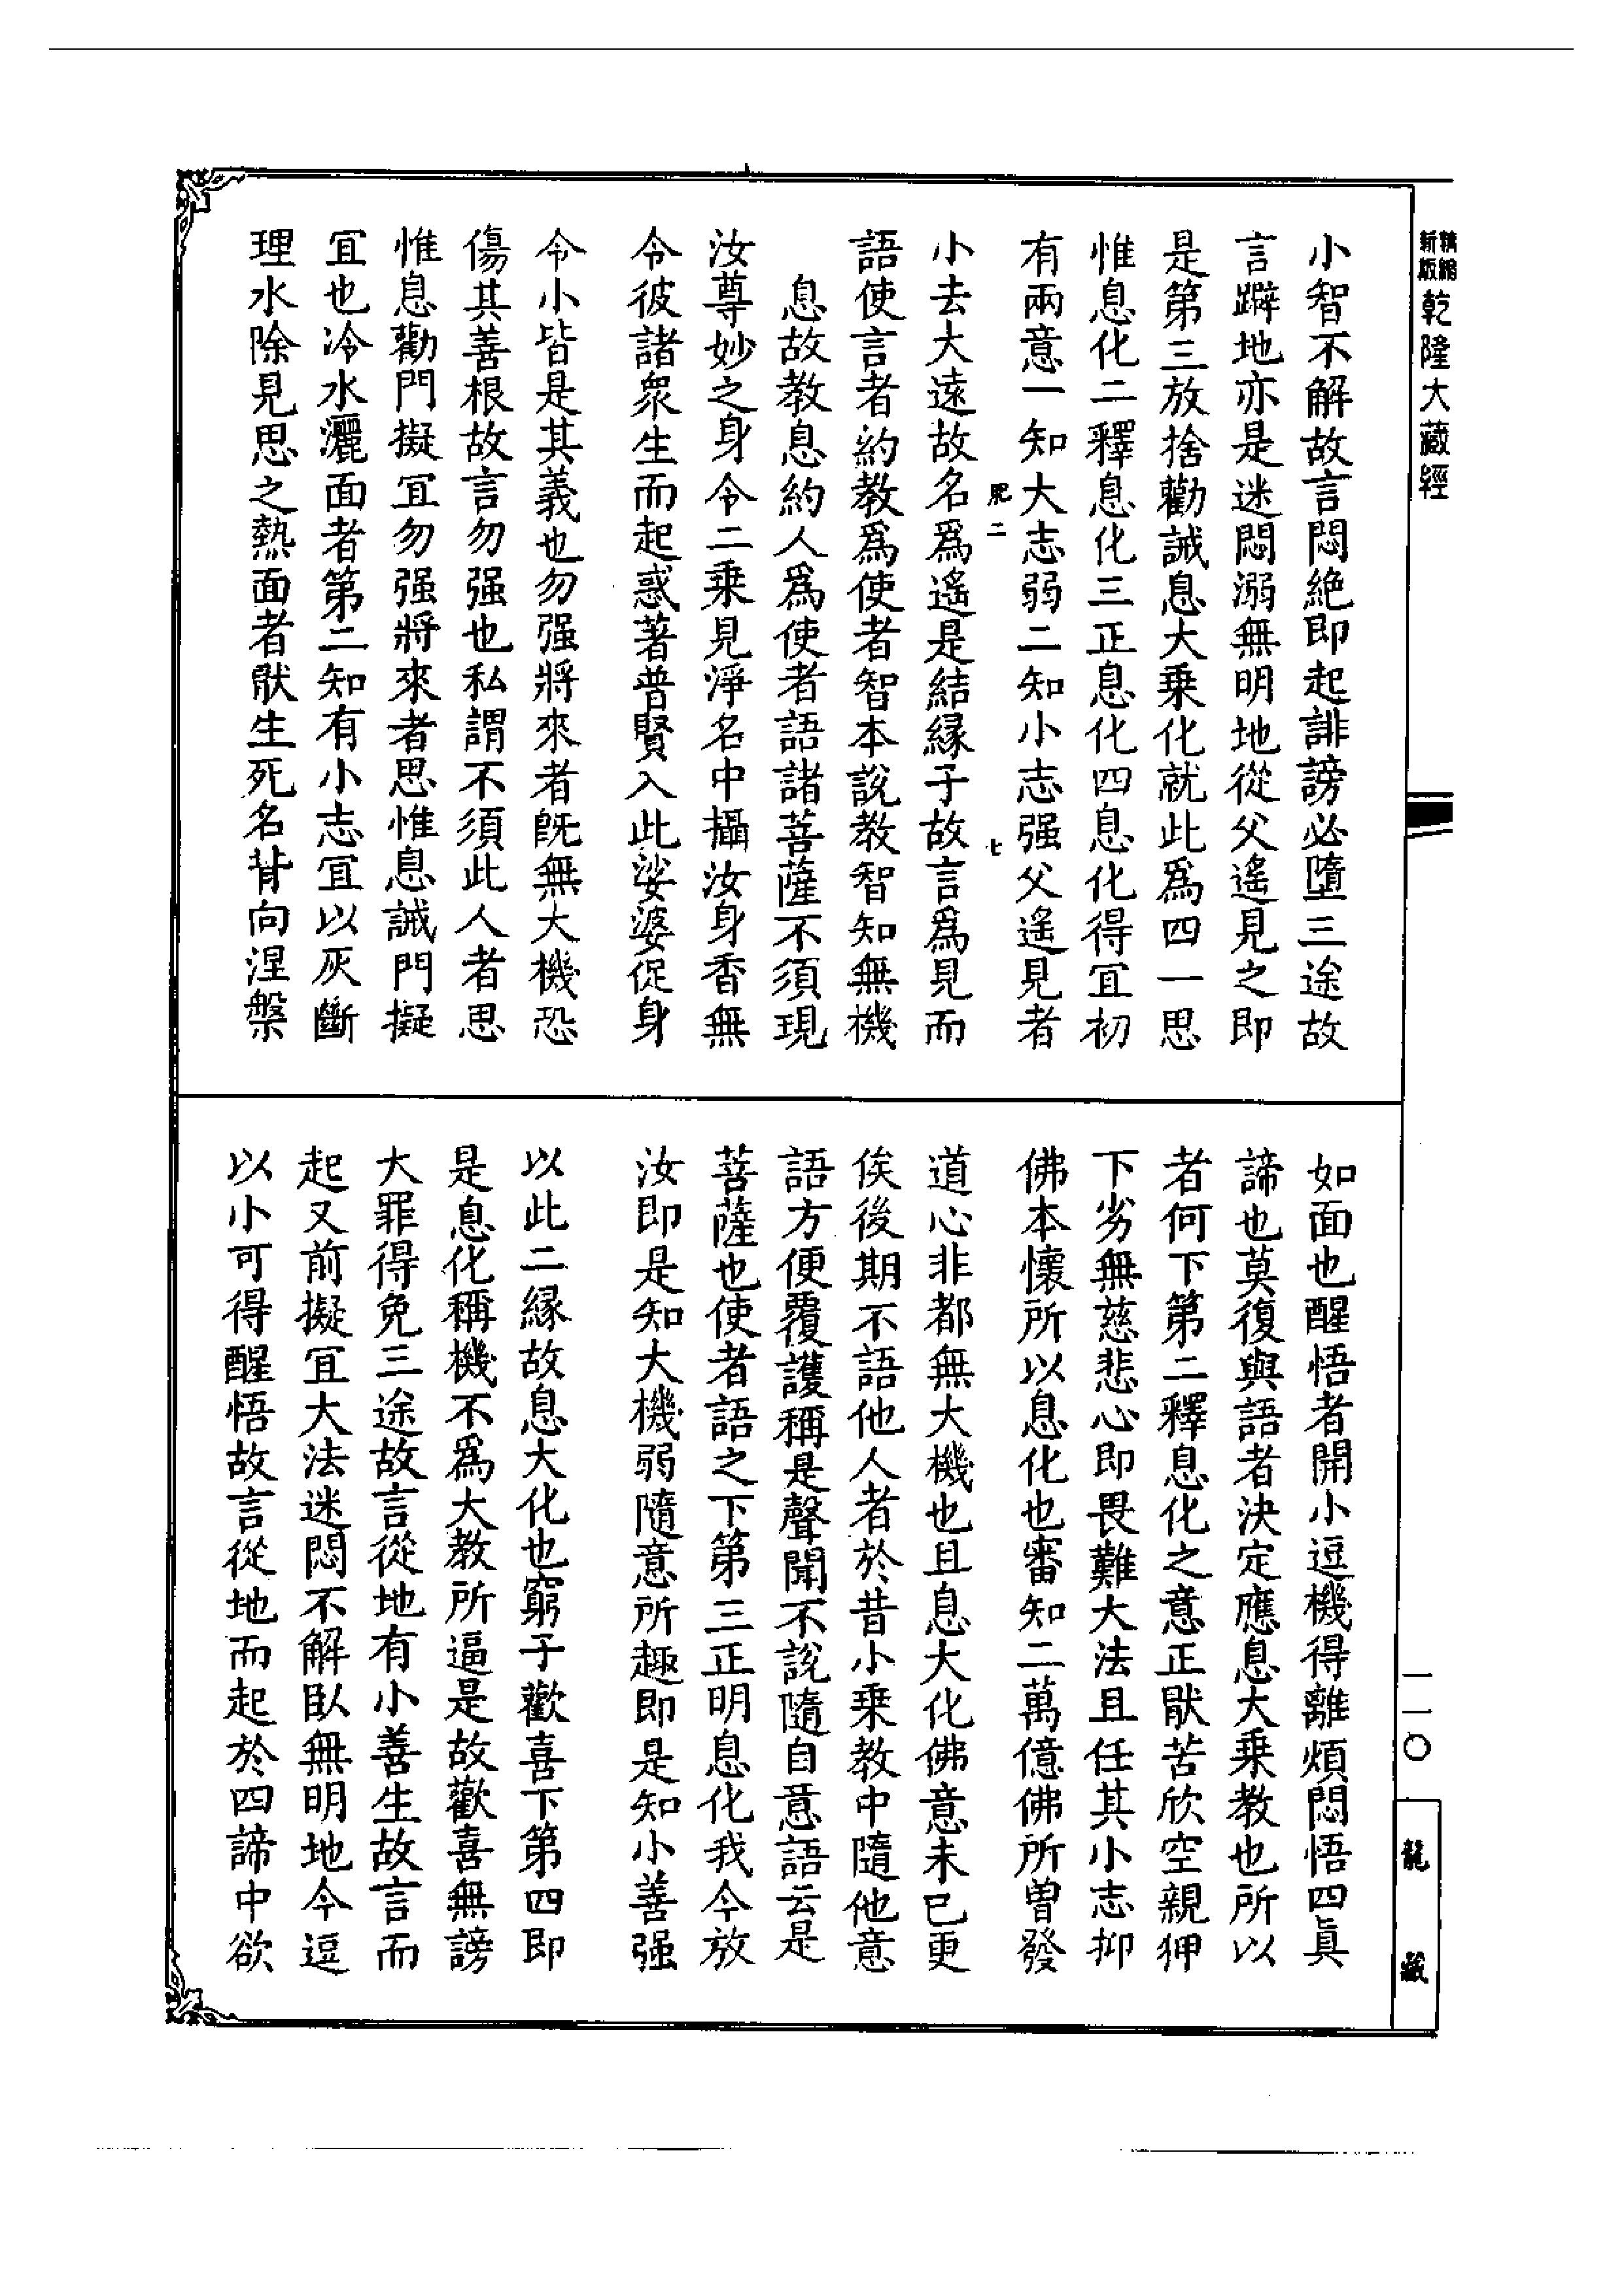 精縮新版乾隆大藏經
小智不解故言悶絶即起誹謗必墮三途故
言躃地亦是迷悶溺無明地從父遙見之即
是第三放捨勸誡息大乗化就此爲四一思
惟息化二釋息化三正息化四息化得冝初
有兩意一知大志弱二知小志强父遙見者
肥二 七
小去大遠故名爲遙是結縁子故言爲見而
語使言者約教爲使者智本說教智知無機
息故教息約人爲使者語諸菩薩不須現
汝尊妙之身令二乗見淨名中攝汝身香無
令彼諸衆生而起惑著普賢入此娑婆促身
令小皆是其義也勿强將來者旣無大機恐
傷其善根故言勿强也私謂不須此人者思
惟息勸門擬冝勿强將來者思惟息誡門擬
冝也冷水灑面者第二知有小志冝以灰斷
理水除見思之熱面者猒生死名背向涅槃
如面也醒悟者開小逗機得離煩悶悟四眞
諦也莫復與語者決定應息大乗教也所以
者何下第二釋息化之意正猒苦欣空親狎
下劣無慈悲心即畏難大法且任其小志抑
佛本懷所以息化也審知二萬億佛所曽發
道心非都無大機也且息大化佛意未已更
俟後期不語他人者於昔小乗教中隨他意
語方便覆護稱是聲聞不說隨自意語云是
菩薩也使者語之下第三正明息化我今放
汝即是知大機弱隨意所趣即是知小善强
以此二縁故息大化也窮子歡喜下第四即
是息化稱機不爲大教所逼是故歡喜無謗
大罪得免三途故言從地有小善生故言而
起又前擬冝大法迷悶不解臥無明地今逗
以小可得醒悟故言從地而起於四諦中欲
一一〇
龍藏